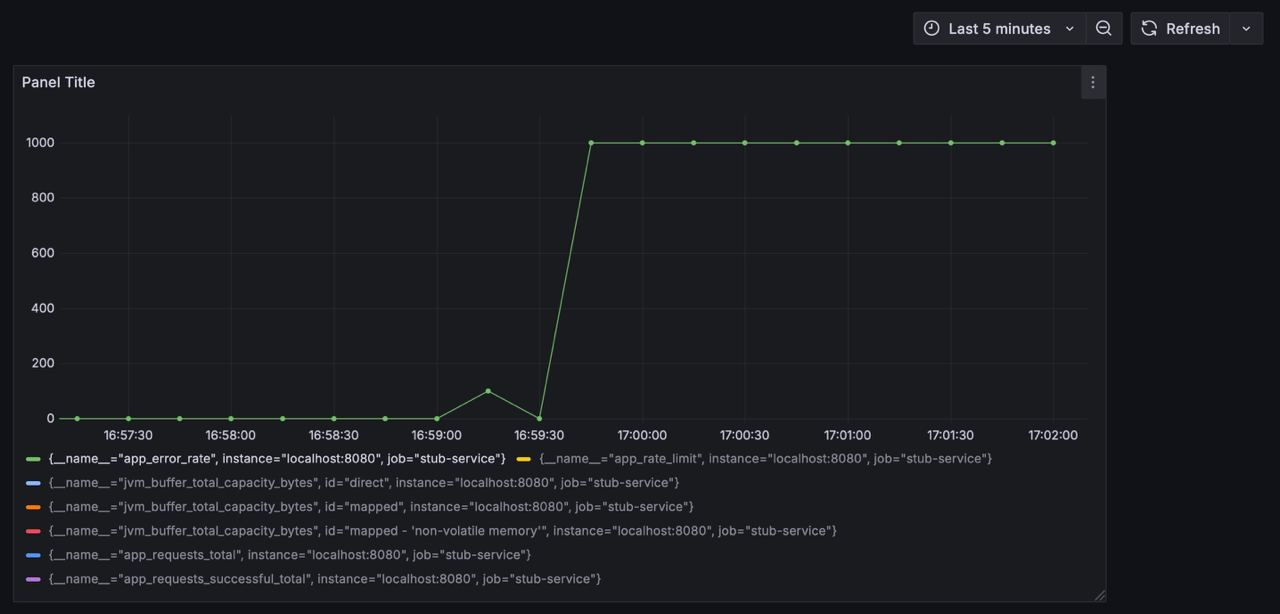 Last 5 minutes Refresh
Panel Title
1000
800
600
400
200
0
16:57:30 16:58:00 16:58:30 16:59:00 16:59:30 17:00:00 17:00:30 17:01:00 17:01:30 17:02:00
{__name__="app_error_rate", instance="localhost:8080", job="stub-service"} {__name__="app_rate_limit", instance="localhost:8080", job="stub-service"}
{__name__="jvm_buffer_total_capacity_bytes", id="direct", instance="localhost:8080", job="stub-service"}
{__name__="jvm_buffer_total_capacity_bytes", id="mapped", instance="localhost:8080", job="stub-service"}
{__name__="jvm_buffer_total_capacity_bytes", id="mapped - 'non-volatile memory'", instance="localhost:8080", job="stub-service"}
{__name__="app_requests_total", instance="localhost:8080", job="stub-service"}
{__name__="app_requests_successful_total", instance="localhost:8080", job="stub-service"}